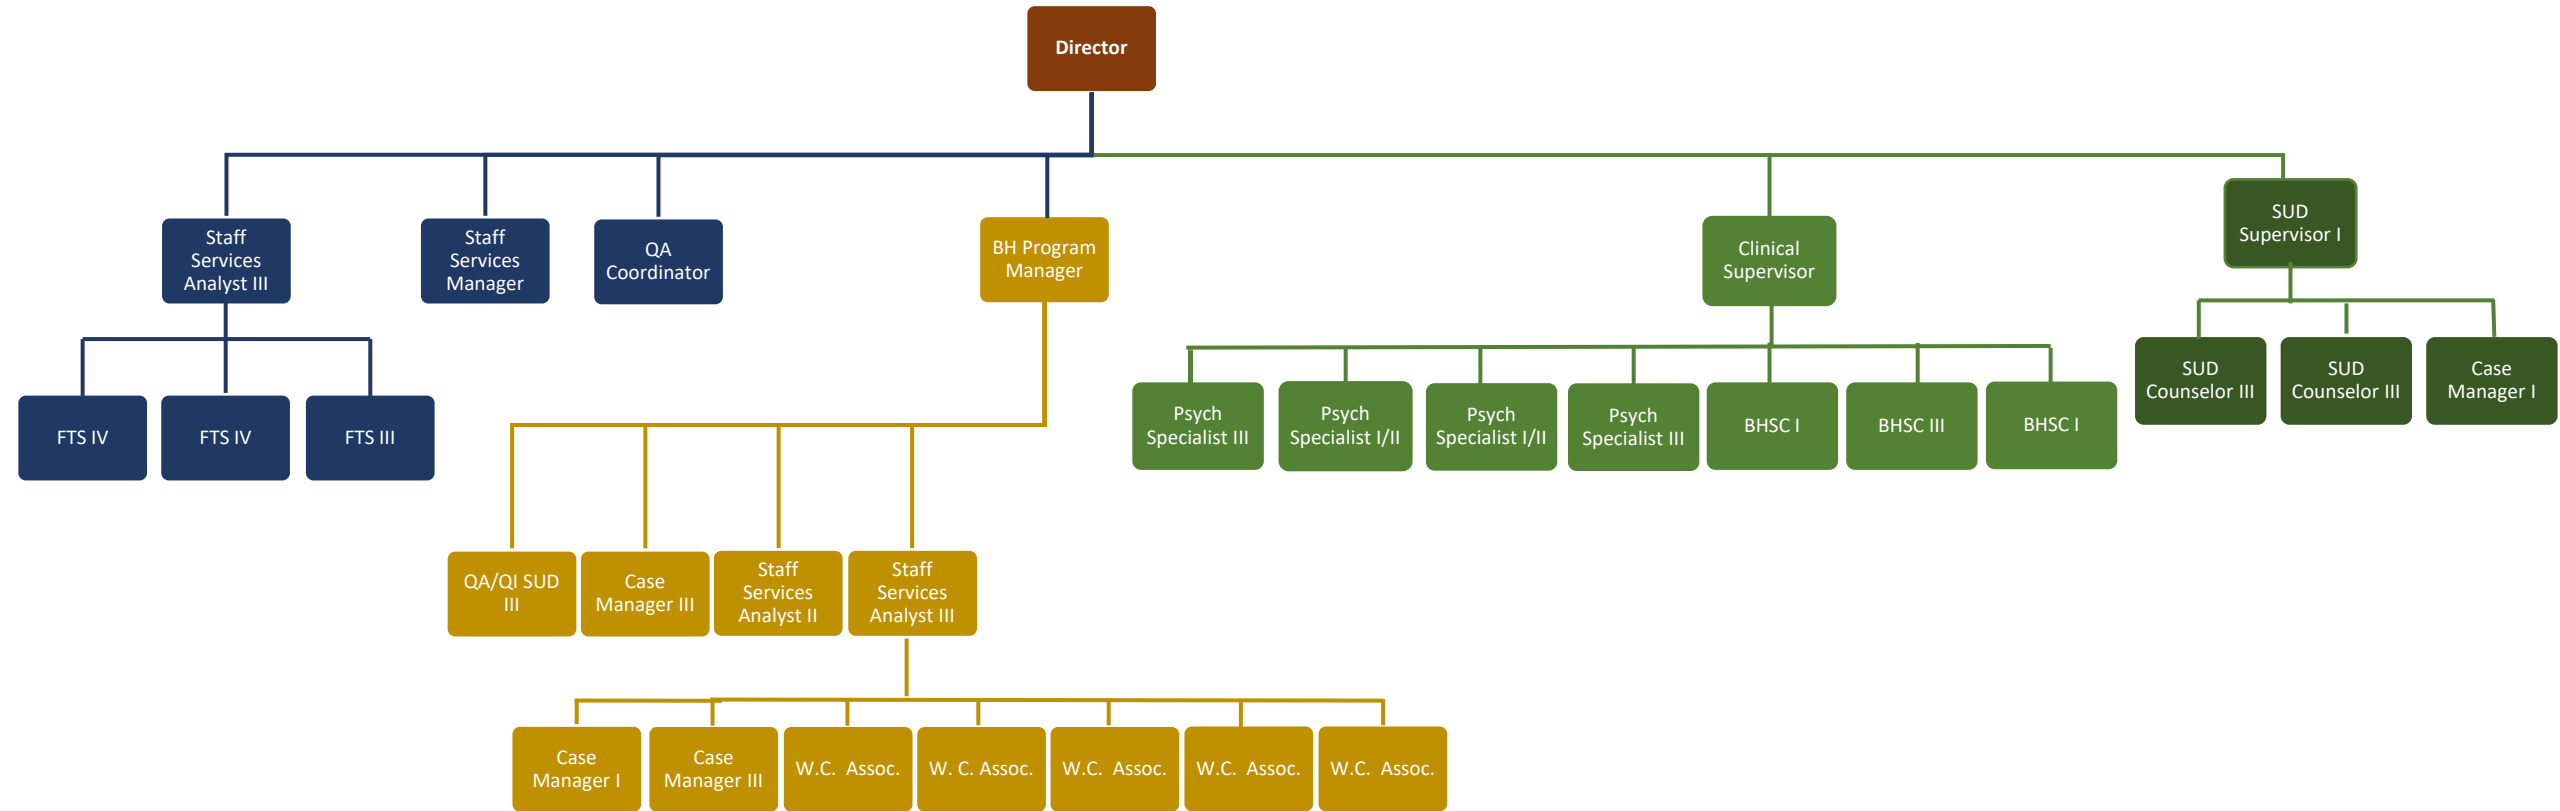 Director
Staff
Services
Analyst III
Staff
Services
Manager
QA
Coordinator
BH Program
Manager
Clinical
Supervisor
SUD
Supervisor I
FTS IV
FTS IV
FTS III
Psych
Specialist III
Psych
Specialist I/II
Psych
Specialist I/II
Psych
Specialist III
BHSC I
BHSC III
BHSC I
SUD
Counselor III
SUD
Counselor III
Case
Manager I
QA/QI SUD
III
Case
Manager III
Staff
Services
Analyst II
Staff
Services
Analyst III
Case
Manager I
Case
Manager III
W.C.  Assoc.
W. C. Assoc.
W.C.  Assoc.
W.C.  Assoc.
W.C.  Assoc.